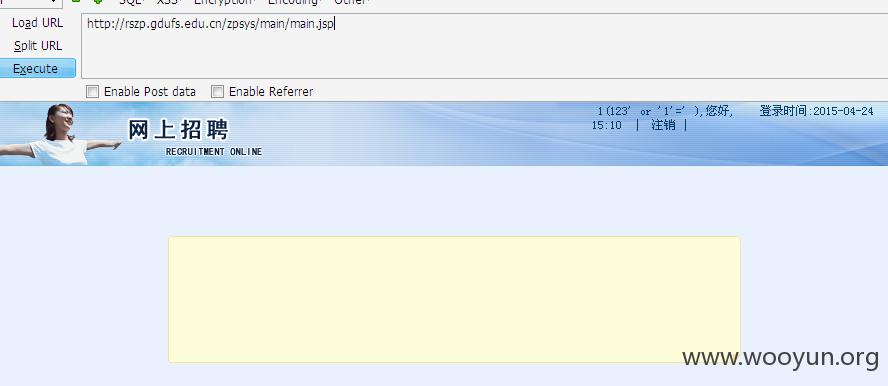 SQL▾ XSS▾ Encryption▾ Encoding▾ Other▾
Load URL
http://rszp.gdufs.edu.cn/zpsys/main/main.jsp
Split URL
Execute
Enable Post data Enable Referrer
1(123' or '1'='),您好, 登录时间:2015-04-24
15:10 | 注销 |
网上招聘
RECRUITMENT ONLINE
www.wooyun.org